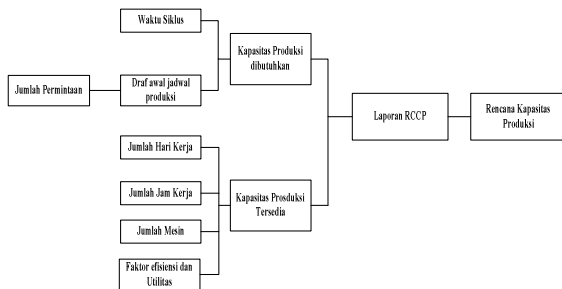 Waktu Siklus
Kapasitas Produksi
dibutuhkan
Jumlah Permintaan
Draf awal jadwal
produksi
Laporan RCCP
Rencana Kapasitas
Produksi
Jumlah Hari Kerja
Jumlah Jam Kerja
Kapasitas Prosduksi
Tersedia
Jumlah Mesin
Faktor efisiensi dan
Utilitas